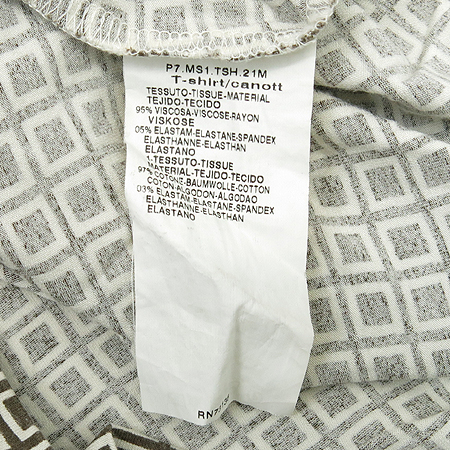 P7.MS1.TSH.21M
T-shirt/canott
TESSUTO-TISSUE-MATERIAL
TEJIDO-TECIDO
95% VISCOSA-VISCOSE-RAYON
VISKOSE
05% ELASTAM-ELASTANE-SPANDEX
ELASTHANNE-ELASTHAN
ELASTANO
1.TESSUTO-TISSUE
MATERIAL-TEJIDO-TECIDO
97% COTONE-BAUMWOLLE-COTTON
COTON-ALGODON-ALGODAO
03% ELASTAM-ELASTANE-SPANDEX
ELASTHANNE-ELASTHAN
ELASTANO